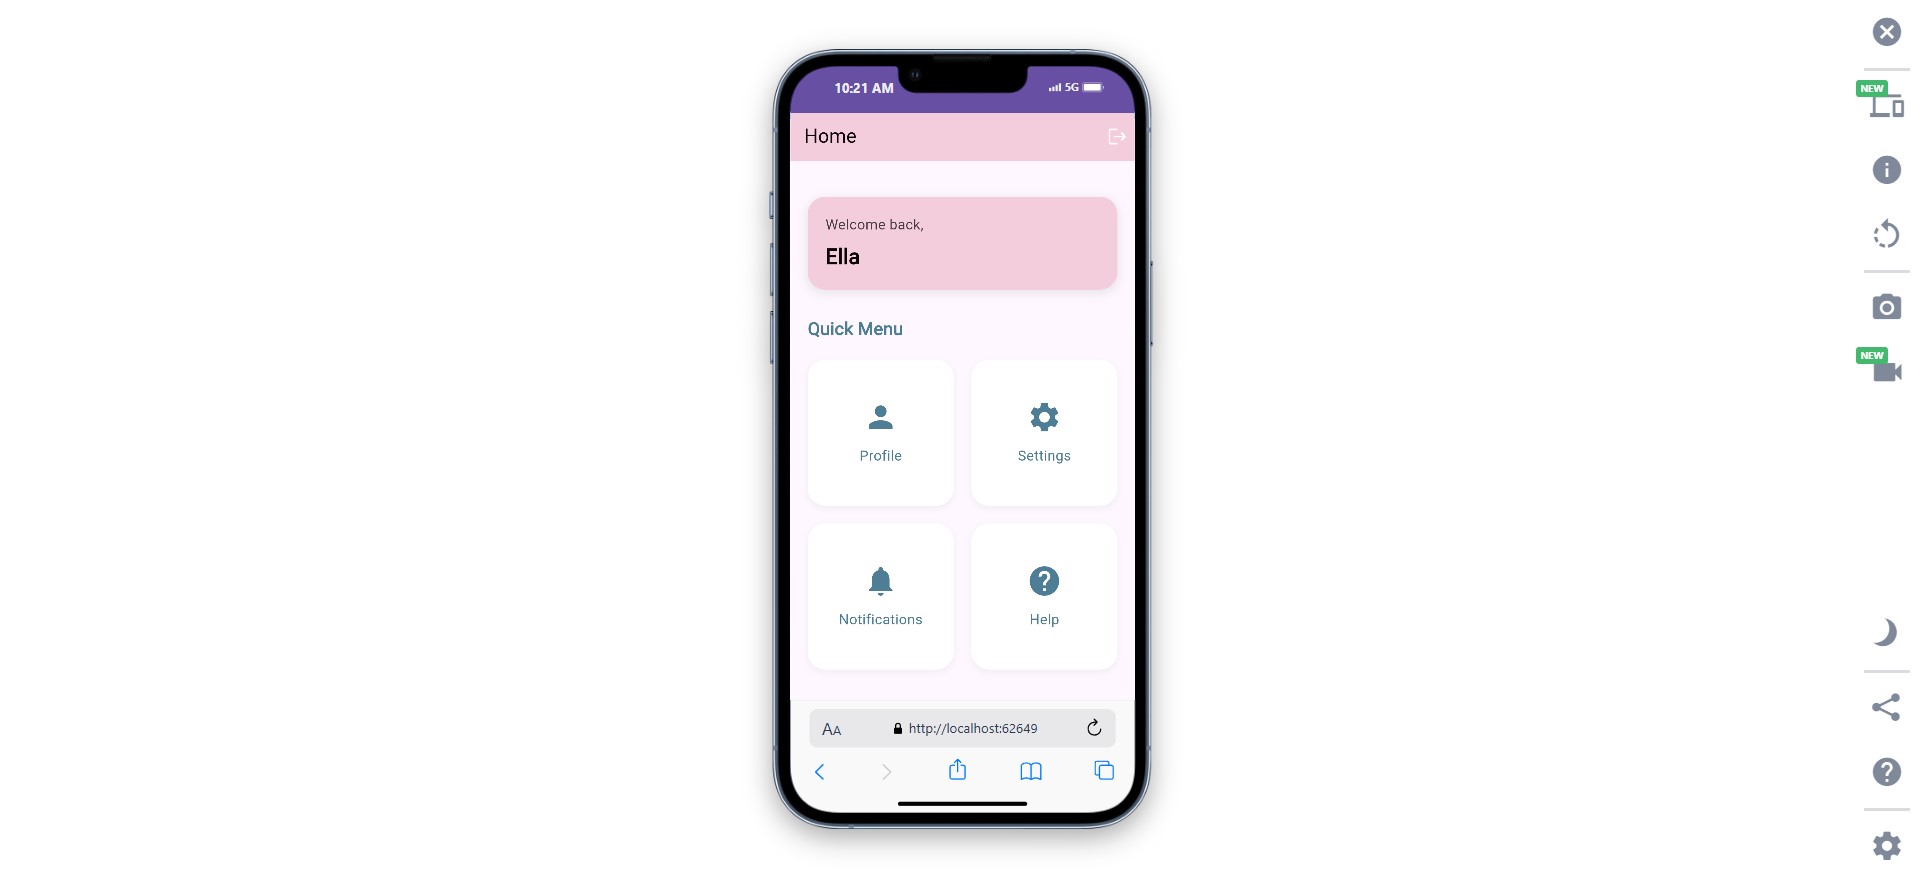 10:21 AM
5G
Home
Welcome back,
Ella
Quick Menu
Profile
Settings
Notifications
Help
AA
http://localhost:62649
NEW
NEW